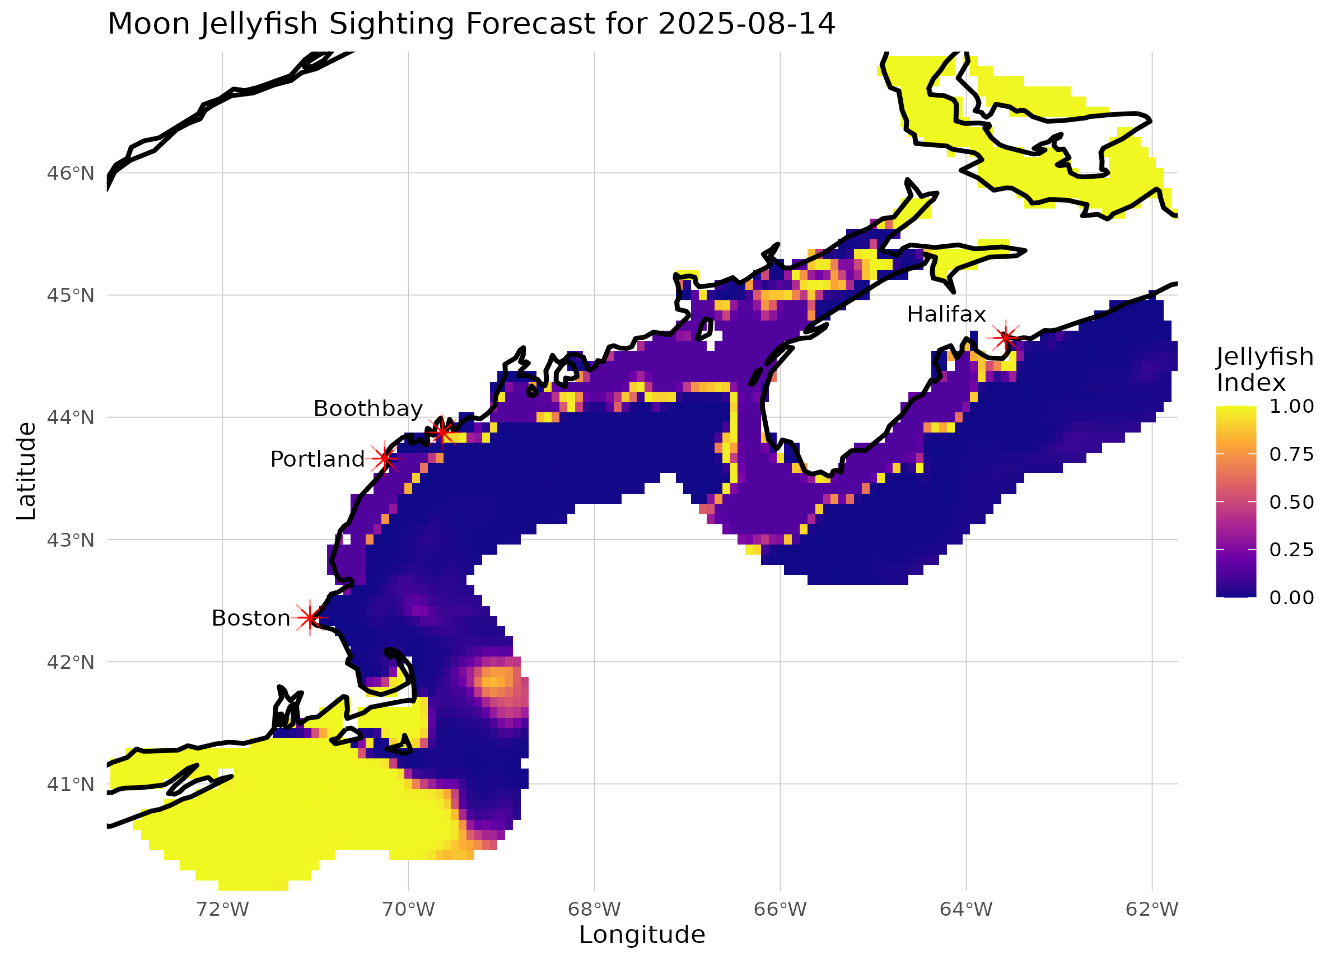 Moon Jellyfish Sighting Forecast for 2025-08-14
46°N
45°N
44°N
43°N
42°N
41°N
Latitude
Halifax
Boothbay
Portland
Boston
72°W
70°W
68°W
66°W
64°W
62°W
Longitude
Jellyfish
Index
1.00
0.75
0.50
0.25
0.00